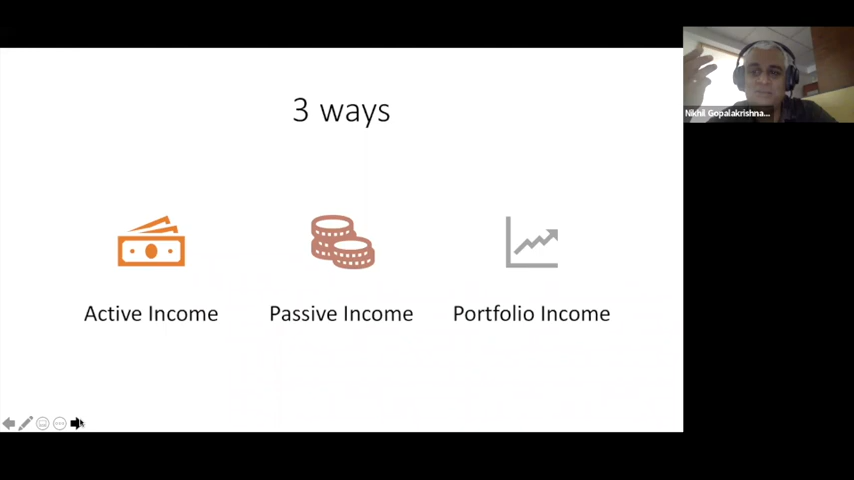 3 ways
Active Income
Passive Income
Portfolio Income
Nikhil Gopalakrishna...